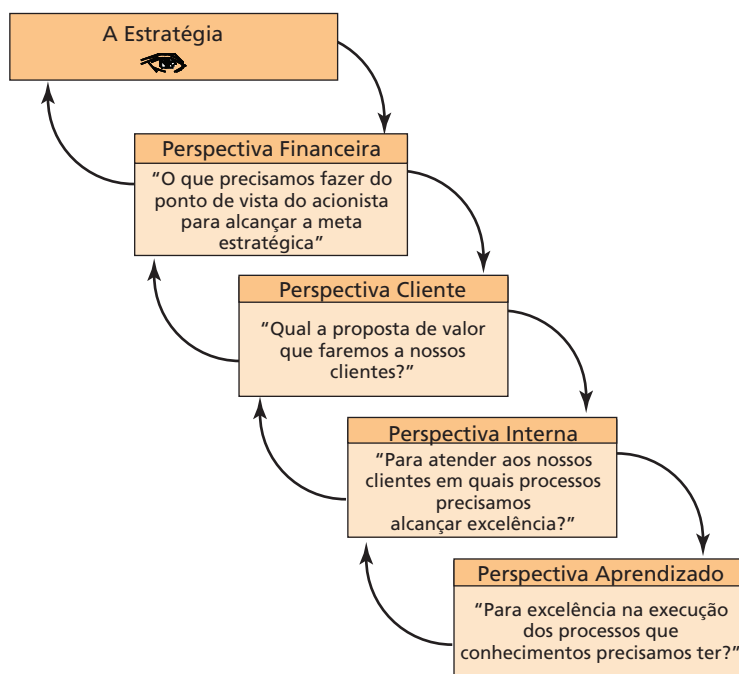 A Estratégia
Perspectiva Financeira
“O que precisamos fazer do
ponto de vista do acionista
para alcançar a meta
estratégica”
Perspectiva Cliente
“Qual a proposta de valor
que faremos a nossos
clientes?”
Perspectiva Interna
“Para atender aos nossos
clientes em quais processos
precisamos
alcançar excelência?”
Perspectiva Aprendizado
“Para excelência na execução
dos processos que
conhecimentos precisamos ter?”